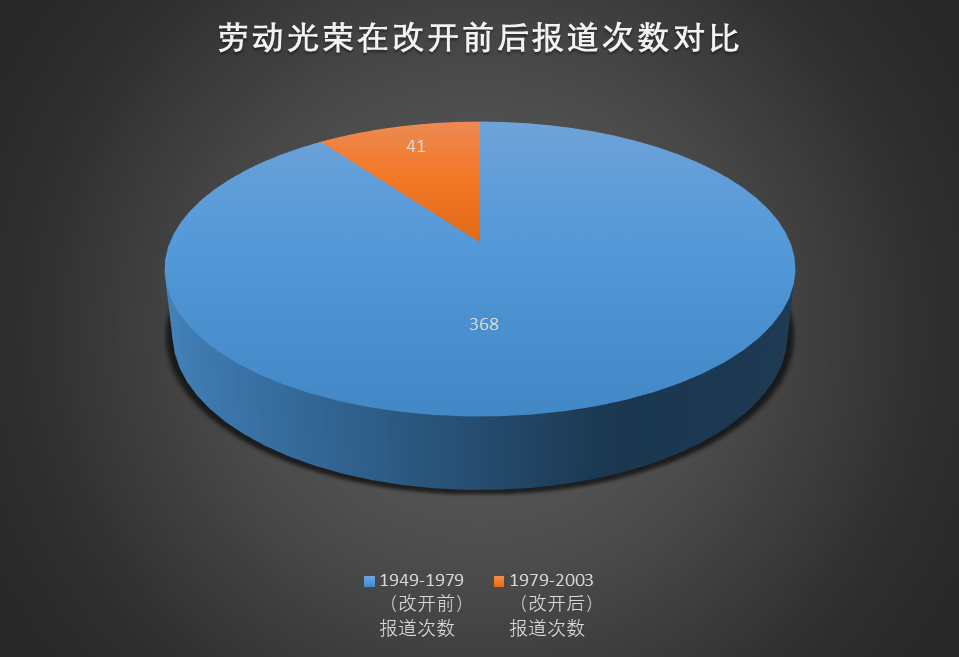 劳动光荣在改开前后报道次数对比
41
368
1949-1979
（改开前）
报道次数
1979-2003
（改开后）
报道次数